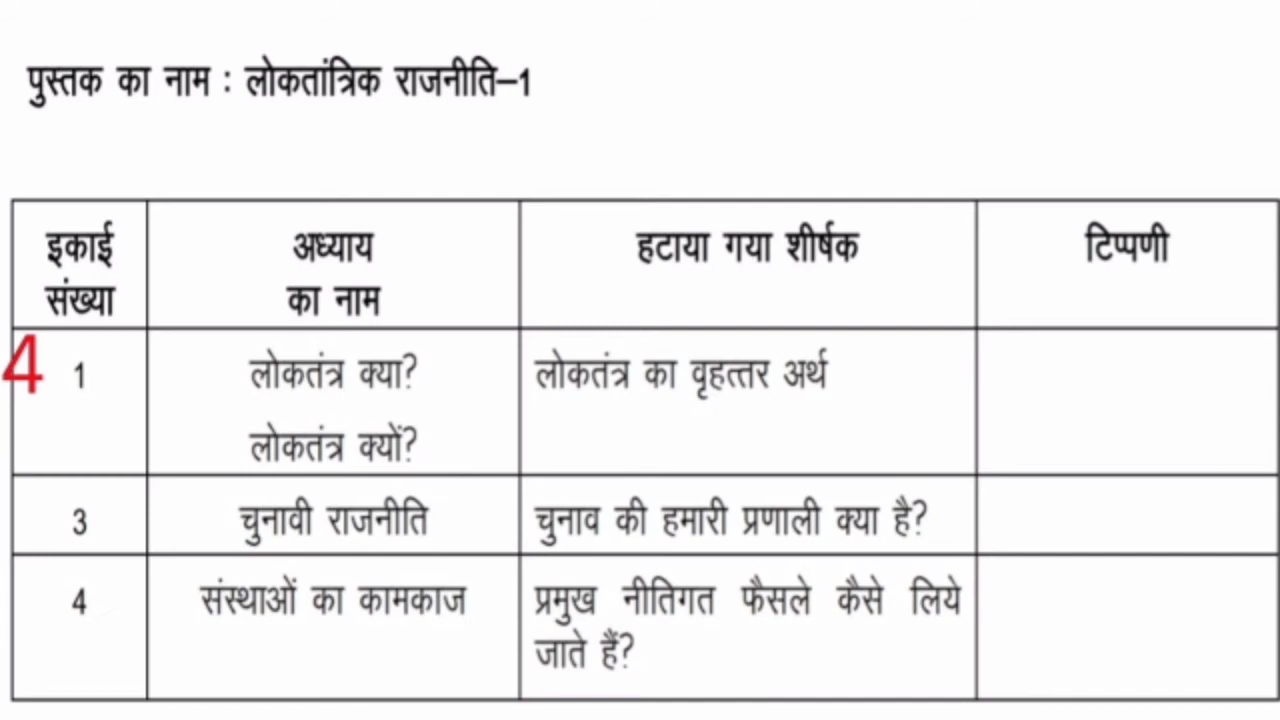 पुस्तक का नाम : लोकतांत्रिक राजनीति–1
इकाई संख्या अध्याय का नाम हटाया गया शीर्षक टिप्पणी
4
1 लोकतंत्र क्या? लोकतंत्र का वृहत्तर अर्थ
लोकतंत्र क्यों?
3 चुनावी राजनीति चुनाव की हमारी प्रणाली क्या है?
4 संस्थाओं का कामकाज प्रमुख नीतिगत फैसले कैसे लिये
जाते हैं?